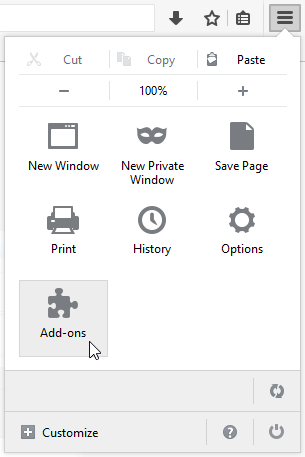 Cut Copy Paste
100%
New Window New Private Window Save Page
Print History Options
Add-ons
Customize